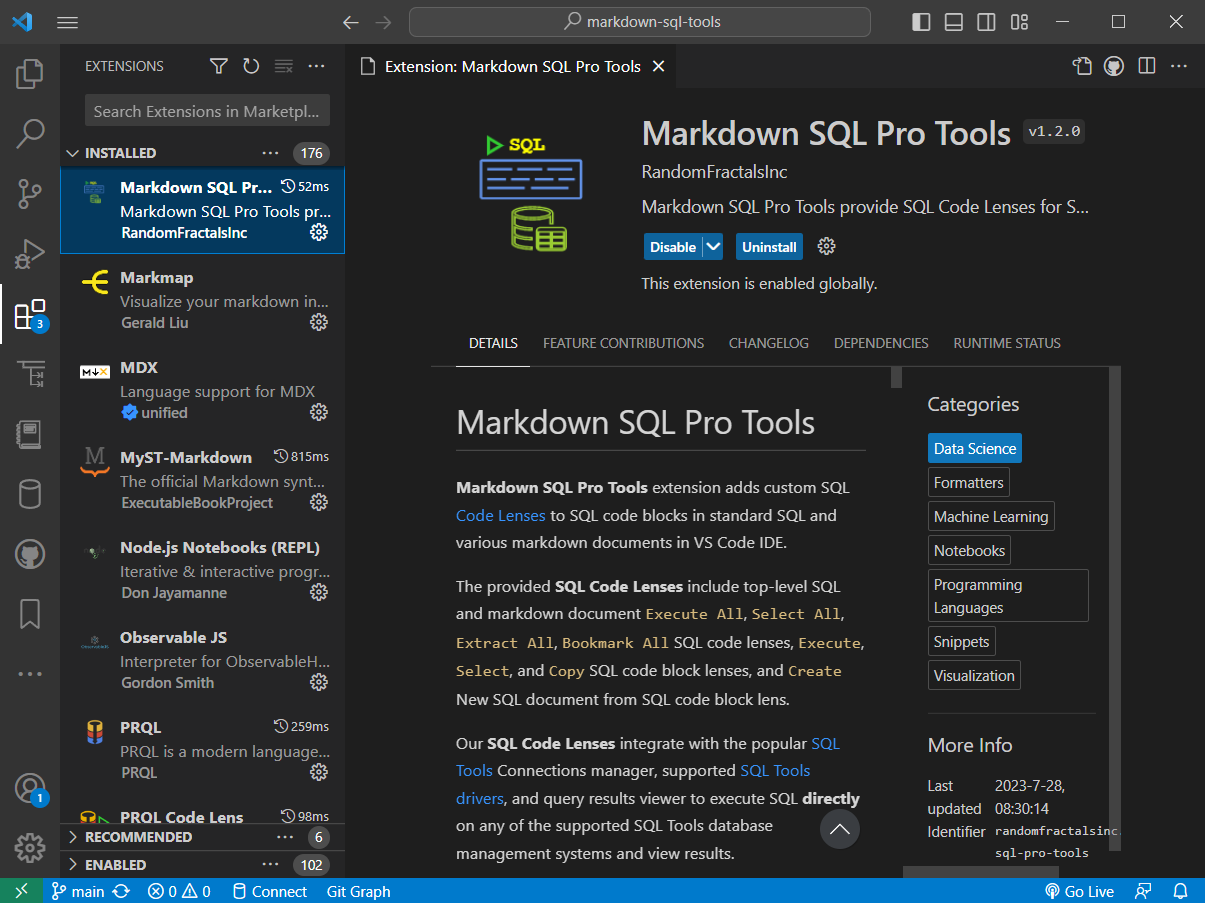 markdown-sql-tools
EXTENSIONS
Search Extensions in Marketpl...
INSTALLED 176
Markdown SQL Pr... 52ms
Markdown SQL Pro Tools pr...
RandomFractalsInc
Markmap
Visualize your markdown in...
Gerald Liu
MDX
Language support for MDX
unified
MyST-Markdown 815ms
The official Markdown synt...
ExecutableBookProject
Node.js Notebooks (REPL)
Iterative & interactive progr...
Don Jayamanne
Observable JS
Interpreter for ObservableH...
Gordon Smith
PRQL 259ms
PRQL is a modern language...
PRQL
PRQL Code Lens 98ms
RECOMMENDED 6
ENABLED 102
3
1
Extension: Markdown SQL Pro Tools
SQL
Markdown SQL Pro Tools v1.2.0
RandomFractalsInc
Markdown SQL Pro Tools provide SQL Code Lenses for S...
Disable Uninstall
This extension is enabled globally.
DETAILS FEATURE CONTRIBUTIONS CHANGELOG DEPENDENCIES RUNTIME STATUS
Markdown SQL Pro Tools
Markdown SQL Pro Tools extension adds custom SQL
Code Lenses to SQL code blocks in standard SQL and
various markdown documents in VS Code IDE.
The provided SQL Code Lenses include top-level SQL
and markdown document Execute All, Select All,
Extract All, Bookmark All SQL code lenses, Execute,
Select, and Copy SQL code block lenses, and Create
New SQL document from SQL code block lens.
Our SQL Code Lenses integrate with the popular SQL
Tools Connections manager, supported SQL Tools
drivers, and query results viewer to execute SQL directly
on any of the supported SQL Tools database
management systems and view results.
Categories
Data Science
Formatters
Machine Learning
Notebooks
Programming
Languages
Snippets
Visualization
More Info
Last 2023-7-28,
updated 08:30:14
Identifier randomfractalsinc.
sql-pro-tools
main 0 0 Connect Git Graph Go Live